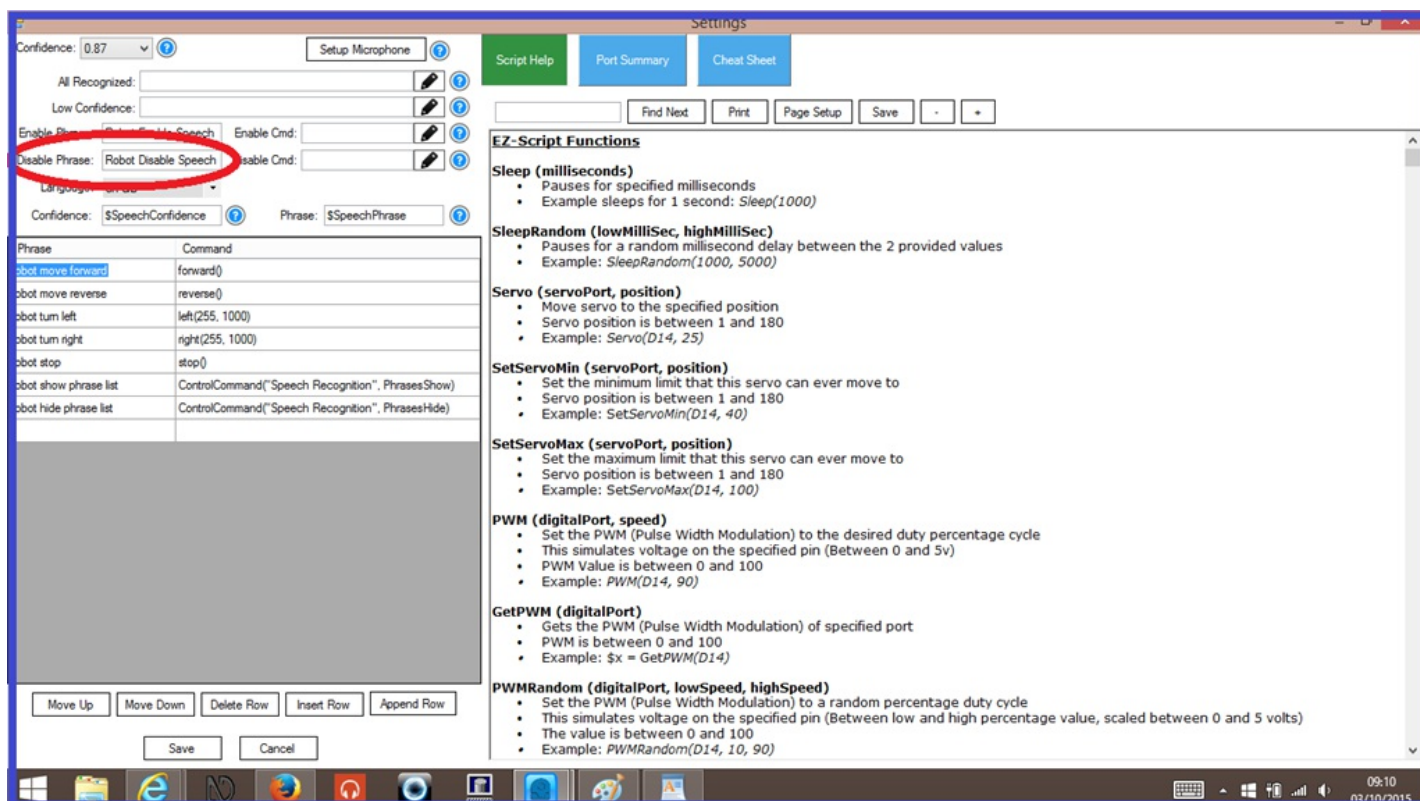 Settings
Confidence: 0.87
Setup Microphone
All Recognized:
Low Confidence:
Enable Cmd:
Disable Phrase: Robot Disable Speech
Confidence: $SpeechConfidence Phrase: $SpeechPhrase
Phrase Command
obot move forward forward()
obot move reverse reverse()
obot turn left left(255, 1000)
obot turn right right(255, 1000)
obot stop stop()
obot show phrase list ControlCommand("Speech Recognition", PhrasesShow)
obot hide phrase list ControlCommand("Speech Recognition", PhrasesHide)
Move Up Move Down Delete Row Insert Row Append Row
Save Cancel
Script Help Port Summary Cheat Sheet
Find Next Print Page Setup Save - +
EZ-Script Functions
Sleep (milliseconds)
• Pauses for specified milliseconds
• Example sleeps for 1 second: Sleep(1000)
SleepRandom (lowMilliSec, highMilliSec)
• Pauses for a random millisecond delay between the 2 provided values
• Example: SleepRandom(1000, 5000)
Servo (servoPort, position)
• Move servo to the specified position
• Servo position is between 1 and 180
• Example: Servo(D14, 25)
SetServoMin (servoPort, position)
• Set the minimum limit that this servo can ever move to
• Servo position is between 1 and 180
• Example: SetServoMin(D14, 40)
SetServoMax (servoPort, position)
• Set the maximum limit that this servo can ever move to
• Servo position is between 1 and 180
• Example: SetServoMax(D14, 100)
PWM (digitalPort, speed)
• Set the PWM (Pulse Width Modulation) to the desired duty percentage cycle
• This simulates voltage on the specified pin (Between 0 and 5v)
• PWM Value is between 0 and 100
• Example: PWM(D14, 90)
GetPWM (digitalPort)
• Gets the PWM (Pulse Width Modulation) of specified port
• PWM is between 0 and 100
• Example: $x = GetPWM(D14)
PWMRandom (digitalPort, lowSpeed, highSpeed)
• Set the PWM (Pulse Width Modulation) to a random percentage duty cycle
• This simulates voltage on the specified pin (Between low and high percentage value, scaled between 0 and 5 volts)
• The value is between 0 and 100
• Example: PWMRandom(D14, 10, 90)
09:10
03/10/2015